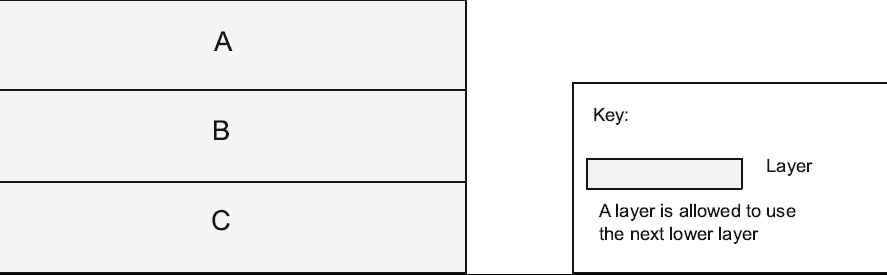 A
B
C
Key:
Layer
A layer is allowed to use
the next lower layer